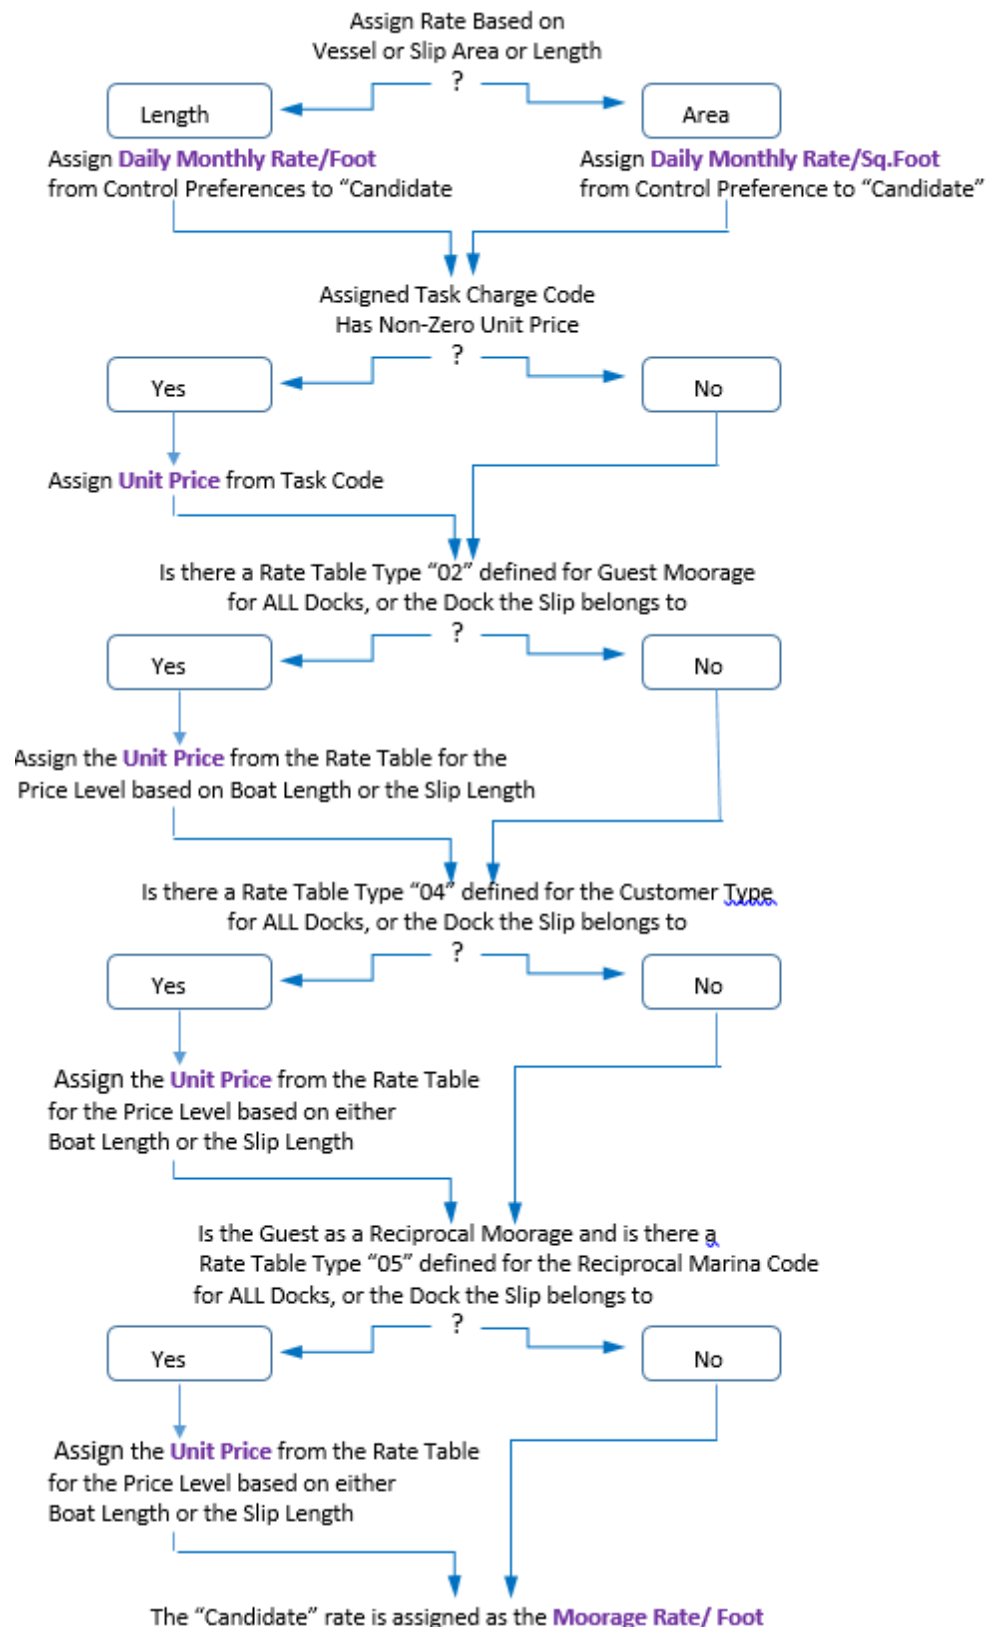 Assign Rate Based on
Vessel or Slip Area or Length
?
Length
Area
Assign Daily Monthly Rate/Foot
from Control Preferences to “Candidate
Assign Daily Monthly Rate/Sq.Foot
from Control Preference to “Candidate”
Assigned Task Charge Code
Has Non-Zero Unit Price
?
Yes
No
Assign Unit Price from Task Code
Is there a Rate Table Type “02” defined for Guest Moorage
for ALL Docks, or the Dock the Slip belongs to
?
Yes
No
Assign the Unit Price from the Rate Table for the
Price Level based on Boat Length or the Slip Length
Is there a Rate Table Type “04” defined for the Customer Type
for ALL Docks, or the Dock the Slip belongs to
?
Yes
No
Assign the Unit Price from the Rate Table
for the Price Level based on either
Boat Length or the Slip Length
Is the Guest as a Reciprocal Moorage and is there a
Rate Table Type “05” defined for the Reciprocal Marina Code
for ALL Docks, or the Dock the Slip belongs to
?
Yes
No
Assign the Unit Price from the Rate Table
for the Price Level based on either
Boat Length or the Slip Length
The “Candidate” rate is assigned as the Moorage Rate/ Foot